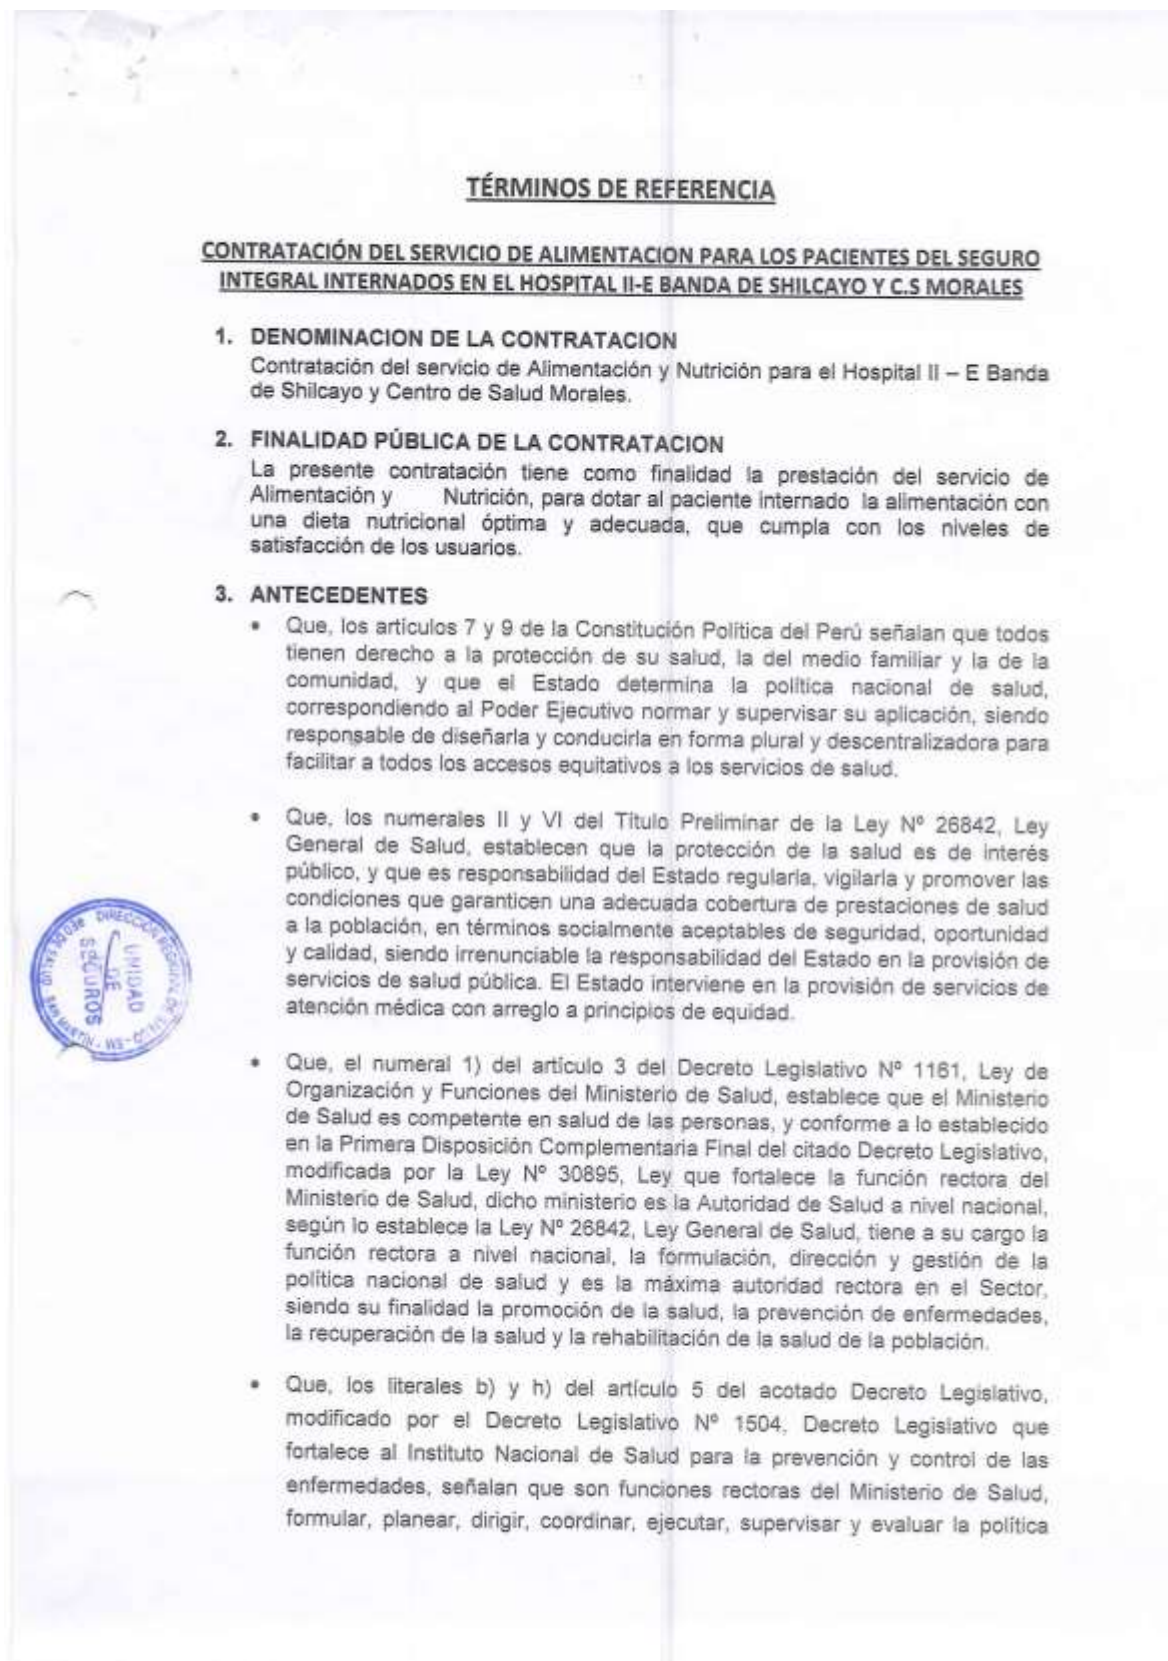 TÉRMINOS DE REFERENCIA
CONTRATACIÓN DEL SERVICIO DE ALIMENTACION PARA LOS PACIENTES DEL SEGURO
INTEGRAL INTERNADOS EN EL HOSPITAL II-E BANDA DE SHILCAYO Y C.S MORALES
1. DENOMINACION DE LA CONTRATACION
Contratación del servicio de Alimentación y Nutrición para el Hospital II – E Banda
de Shilcayo y Centro de Salud Morales.
2. FINALIDAD PÚBLICA DE LA CONTRATACION
La presente contratación tiene como finalidad la prestación del servicio de
Alimentación y Nutrición, para dotar al paciente internado la alimentación con
una dieta nutricional óptima y adecuada, que cumpla con los niveles de
satisfacción de los usuarios.
3. ANTECEDENTES
• Que, los artículos 7 y 9 de la Constitución Política del Perú señalan que todos
tienen derecho a la protección de su salud, la del medio familiar y la de la
comunidad, y que el Estado determina la política nacional de salud,
correspondiendo al Poder Ejecutivo normar y supervisar su aplicación, siendo
responsable de diseñarla y conducirla en forma plural y descentralizadora para
facilitar a todos los accesos equitativos a los servicios de salud.
• Que, los numerales II y VI del Título Preliminar de la Ley Nº 26842, Ley
General de Salud, establecen que la protección de la salud es de interés
público, y que es responsabilidad del Estado regularla, vigilarla y promover las
condiciones que garanticen una adecuada cobertura de prestaciones de salud
a la población, en términos socialmente aceptables de seguridad, oportunidad
y calidad, siendo irrenunciable la responsabilidad del Estado en la provisión de
servicios de salud pública. El Estado interviene en la provisión de servicios de
atención médica con arreglo a principios de equidad.
DIRECCIÓN REGIONAL DE SALUD
UNIDAD
DE
SEGUROS
SAN MARTIN
• Que, el numeral 1) del artículo 3 del Decreto Legislativo Nº 1161, Ley de
Organización y Funciones del Ministerio de Salud, establece que el Ministerio
de Salud es competente en salud de las personas, y conforme a lo establecido
en la Primera Disposición Complementaria Final del citado Decreto Legislativo,
modificada por la Ley Nº 30895, Ley que fortalece la función rectora del
Ministerio de Salud, dicho ministerio es la Autoridad de Salud a nivel nacional,
según lo establece la Ley Nº 26842, Ley General de Salud, tiene a su cargo la
función rectora a nivel nacional, la formulación, dirección y gestión de la
política nacional de salud y es la máxima autoridad rectora en el Sector,
siendo su finalidad la promoción de la salud, la prevención de enfermedades,
la recuperación de la salud y la rehabilitación de la salud de la población.
• Que, los literales b) y h) del artículo 5 del acotado Decreto Legislativo,
modificado por el Decreto Legislativo Nº 1504, Decreto Legislativo que
fortalece al Instituto Nacional de Salud para la prevención y control de las
enfermedades, señalan que son funciones rectoras del Ministerio de Salud,
formular, planear, dirigir, coordinar, ejecutar, supervisar y evaluar la política